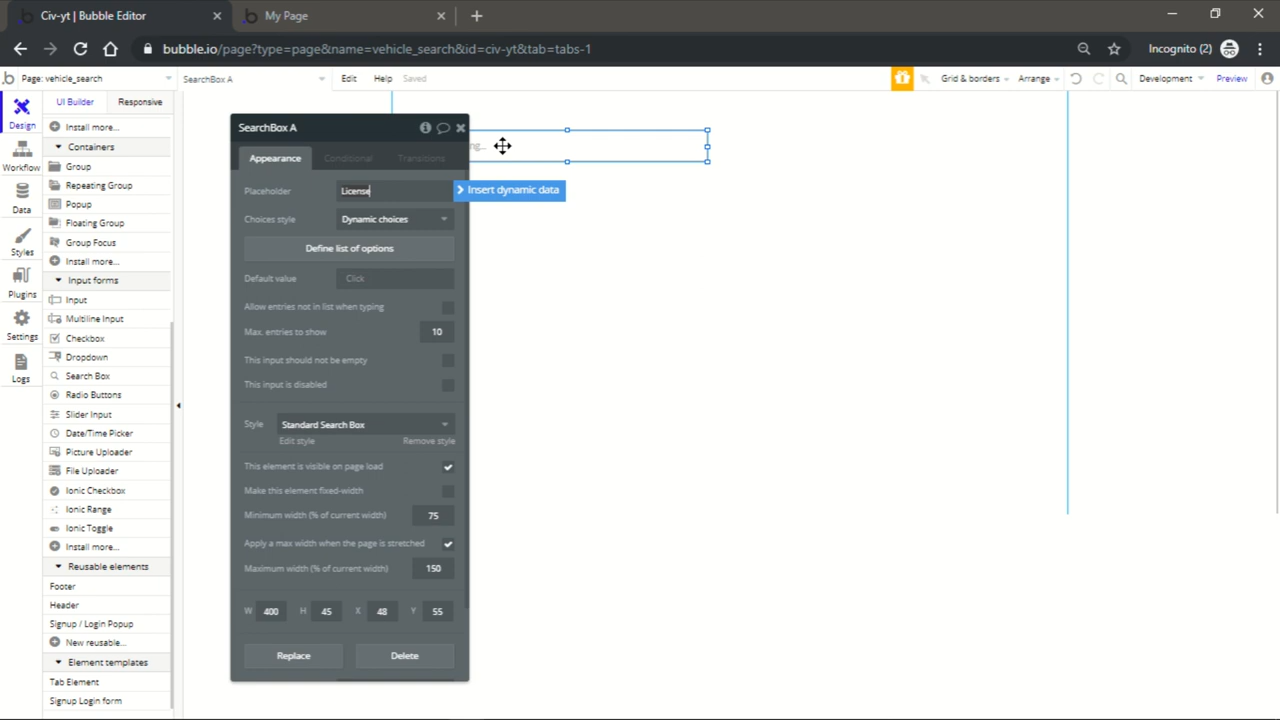 Civ-yt | Bubble Editor
My Page
bubble.io/page?type=page&name=vehicle_search&id=civ-yt&tab=tabs-1
Incognito (2)
Page: vehicle_search
SearchBox A
Edit
Help
Saved
Grid & borders
Arrange
Development
Preview
Design
Workflow
Data
Styles
Plugins
Settings
Logs
UI Builder
Responsive
Install more...
Containers
Group
Repeating Group
Popup
Floating Group
Group Focus
Install more...
Input forms
Input
Multiline Input
Checkbox
Dropdown
Search Box
Radio Buttons
Slider Input
Date/Time Picker
Picture Uploader
File Uploader
Ionic Checkbox
Ionic Range
Ionic Toggle
Install more...
Reusable elements
Footer
Header
Signup / Login Popup
New reusable...
Element templates
Tab Element
Signup Login form
SearchBox A
Appearance
Conditional
Transitions
Placeholder
License
Insert dynamic data
Choices style
Dynamic choices
Define list of options
Default value
Click
Allow entries not in list when typing
Max. entries to show
10
This input should not be empty
This input is disabled
Style
Standard Search Box
Edit style
Remove style
This element is visible on page load
Make this element fixed-width
Minimum width (% of current width)
75
Apply a max width when the page is stretched
Maximum width (% of current width)
150
W 400 H 45 X 48 Y 55
Replace
Delete
ng...